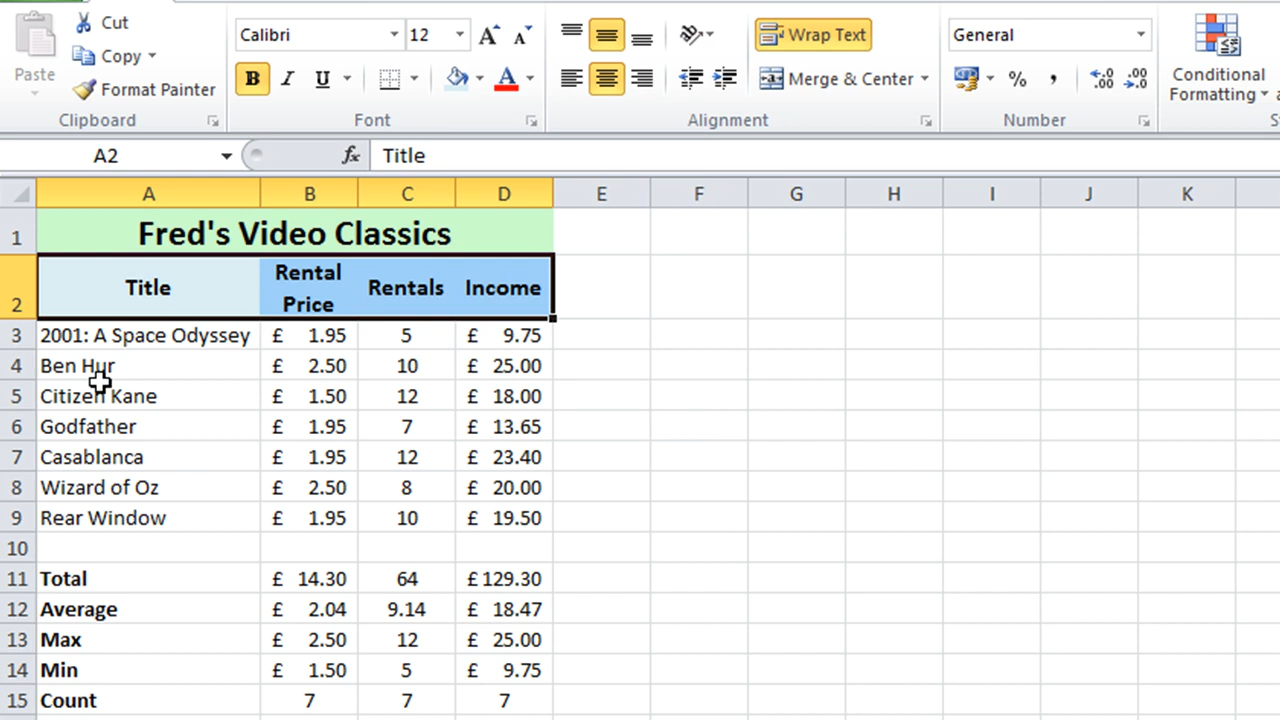 Cut
Copy
Format Painter
Paste
Clipboard
Calibri 12 A A
B I U A
Font
Wrap Text
Merge & Center
Alignment
General
% ,
.00 .00
Number
Conditional
Formatting
A2 fx Title
A B C D E F G H I J K
1 Fred's Video Classics
2 Title Rental Price Rentals Income
3 2001: A Space Odyssey £ 1.95 5 £ 9.75
4 Ben Hur £ 2.50 10 £ 25.00
5 Citizen Kane £ 1.50 12 £ 18.00
6 Godfather £ 1.95 7 £ 13.65
7 Casablanca £ 1.95 12 £ 23.40
8 Wizard of Oz £ 2.50 8 £ 20.00
9 Rear Window £ 1.95 10 £ 19.50
10
11 Total £ 14.30 64 £129.30
12 Average £ 2.04 9.14 £ 18.47
13 Max £ 2.50 12 £ 25.00
14 Min £ 1.50 5 £ 9.75
15 Count 7 7 7